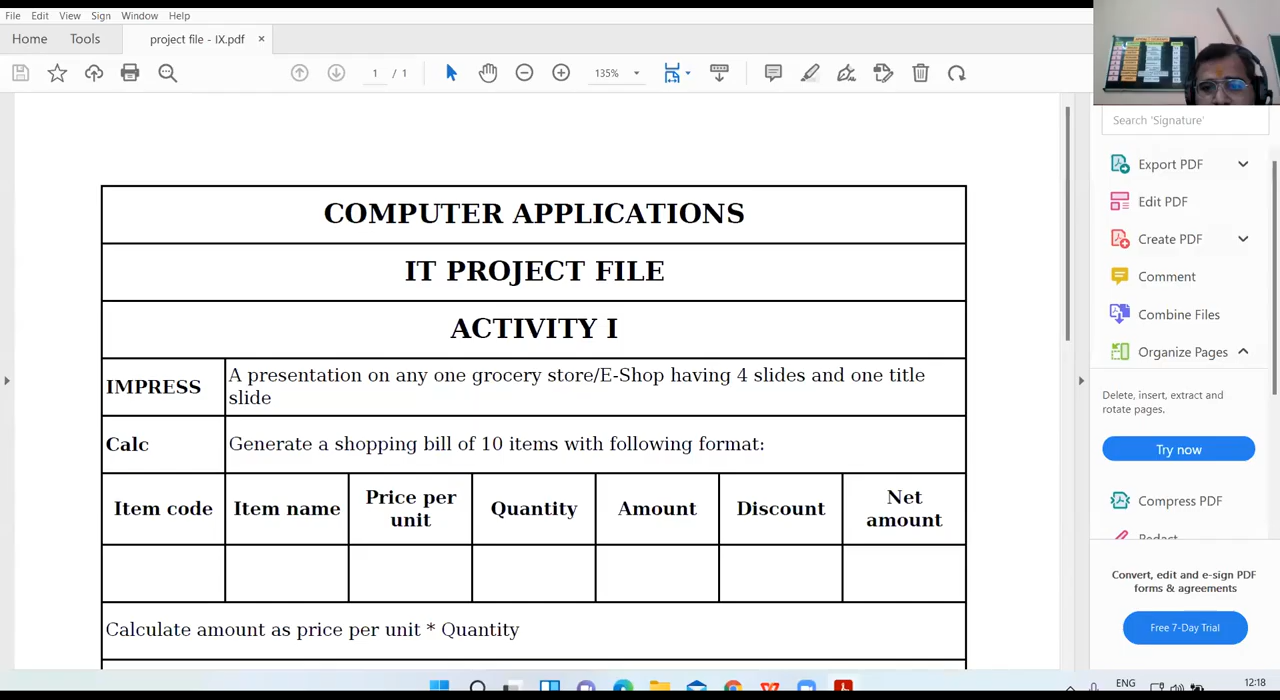 File Edit View Sign Window Help
Home Tools project file - IX.pdf ×
1 / 1 135%
Search 'Signature'
Export PDF
Edit PDF
Create PDF
Comment
Combine Files
Organize Pages
Delete, insert, extract and
rotate pages,
Try now
Compress PDF
Redact
Convert, edit and e-sign PDF
forms & agreements
Free 7-Day Trial
COMPUTER APPLICATIONS
IT PROJECT FILE
ACTIVITY I
IMPRESS A presentation on any one grocery store/E-Shop having 4 slides and one title
slide
Calc Generate a shopping bill of 10 items with following format:
Item code Item name Price per unit Quantity Amount Discount Net amount
Calculate amount as price per unit * Quantity
ENG 12:18